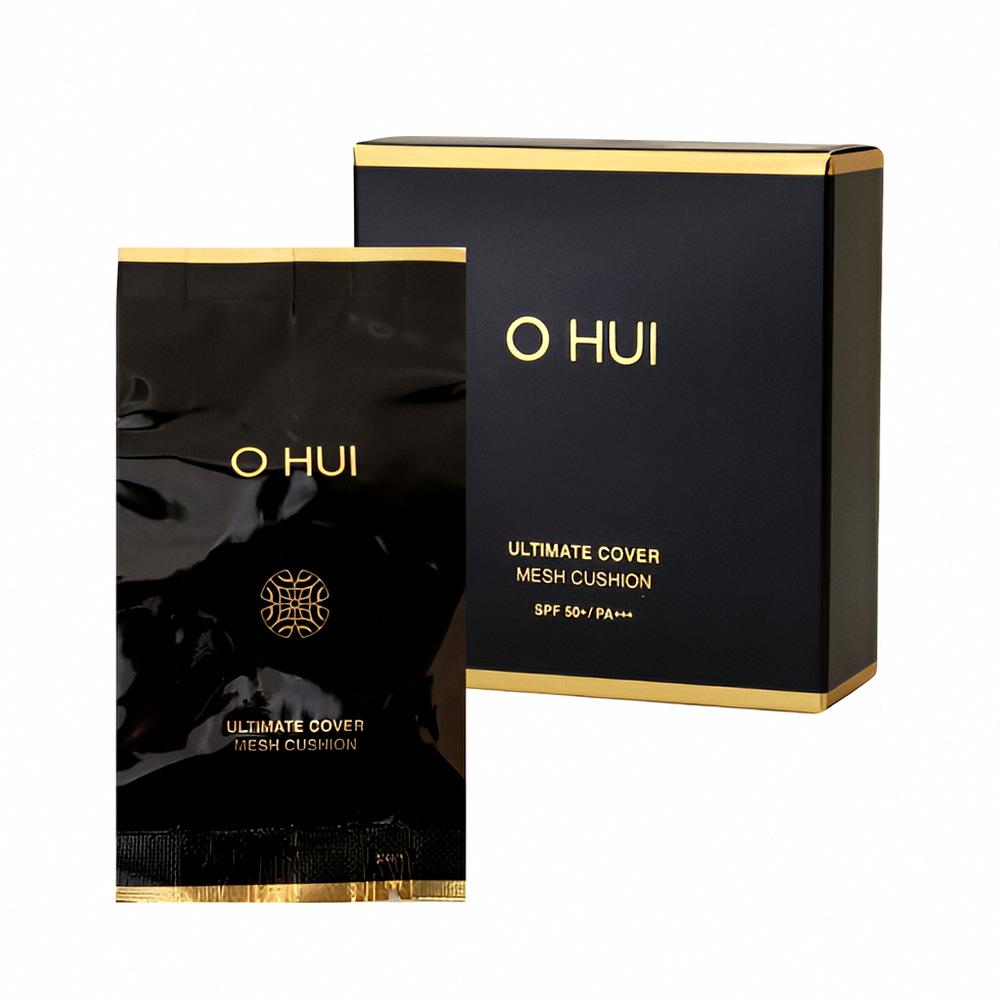 O HUI
ULTIMATE COVER
MESH CUSHION
SPF 50+/PA+++
O HUI
ULTIMATE COVER
MESH CUSHION